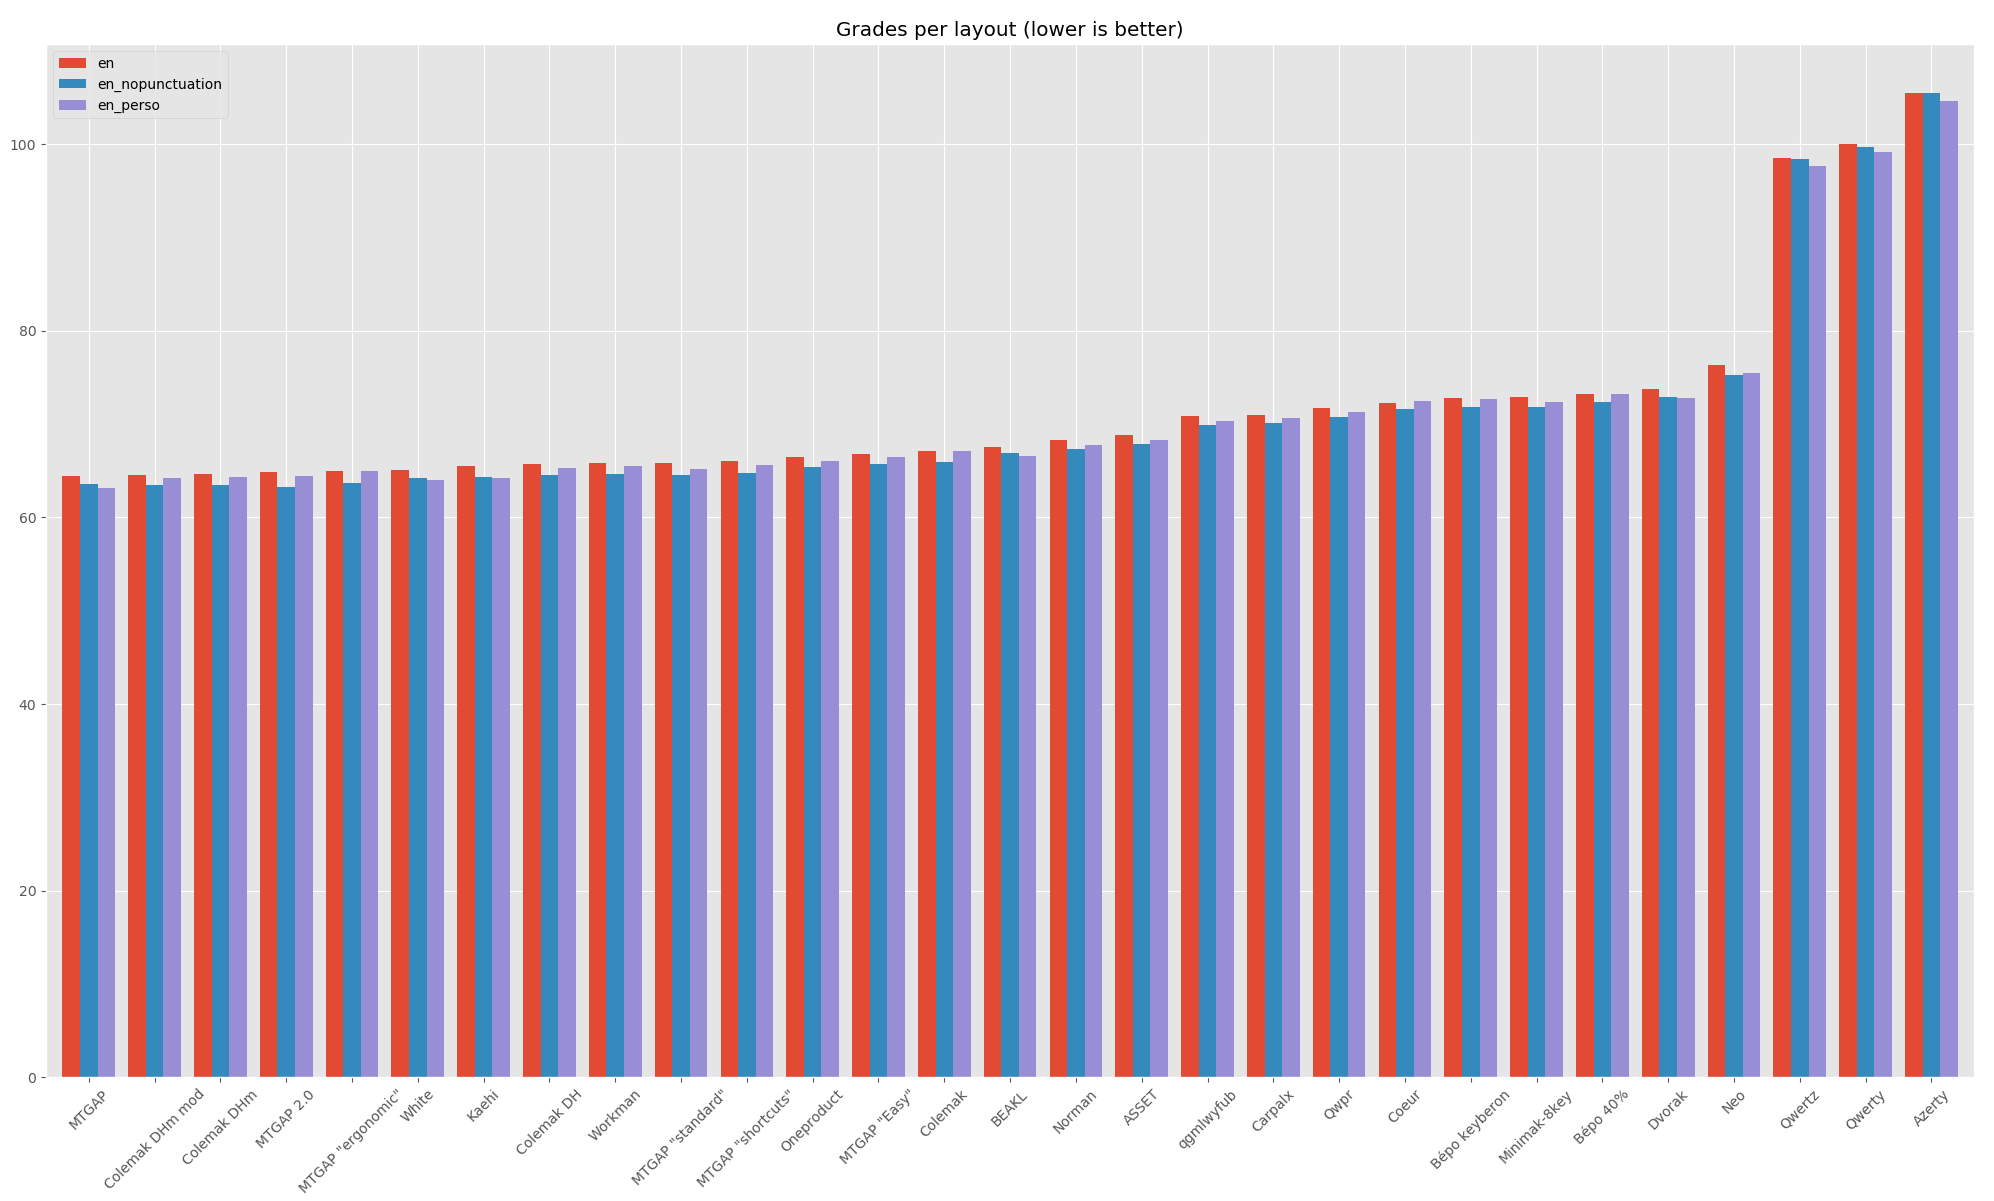 Grades per layout (lower is better)
en
en_nopunctuation
en_perso
100
80
60
40
20
0
MTGAP
Colemak DHm mod
Colemak DHm
MTGAP 2.0
MTGAP "ergonomic"
White
Kaehi
Colemak DH
Workman
MTGAP "standard"
MTGAP "shortcuts"
Oneproduct
MTGAP "Easy"
Colemak
BEAKL
Norman
ASSET
qgmlwyfub
Carpalx
Qwpr
Coeur
Bépo keyberon
Minimak-8key
Bépo 40%
Dvorak
Neo
Qwertz
Qwerty
Azerty